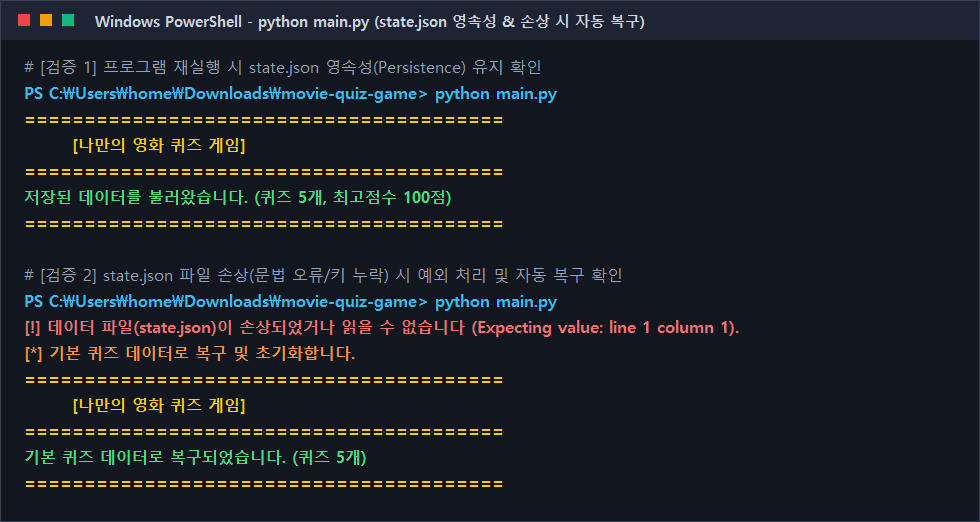 Windows PowerShell - python main.py (state.json 영속성 & 손상 시 자동 복구)
# [검증 1] 프로그램 재실행 시 state.json 영속성(Persistence) 유지 확인
PS C:₩Users₩home₩Downloads₩movie-quiz-game> python main.py
========================================
[나만의 영화 퀴즈 게임]
========================================
저장된 데이터를 불러왔습니다. (퀴즈 5개, 최고점수 100점)
========================================
# [검증 2] state.json 파일 손상(문법 오류/키 누락) 시 예외 처리 및 자동 복구 확인
PS C:₩Users₩home₩Downloads₩movie-quiz-game> python main.py
[!] 데이터 파일(state.json)이 손상되었거나 읽을 수 없습니다 (Expecting value: line 1 column 1).
[*] 기본 퀴즈 데이터로 복구 및 초기화합니다.
========================================
[나만의 영화 퀴즈 게임]
========================================
기본 퀴즈 데이터로 복구되었습니다. (퀴즈 5개)
========================================